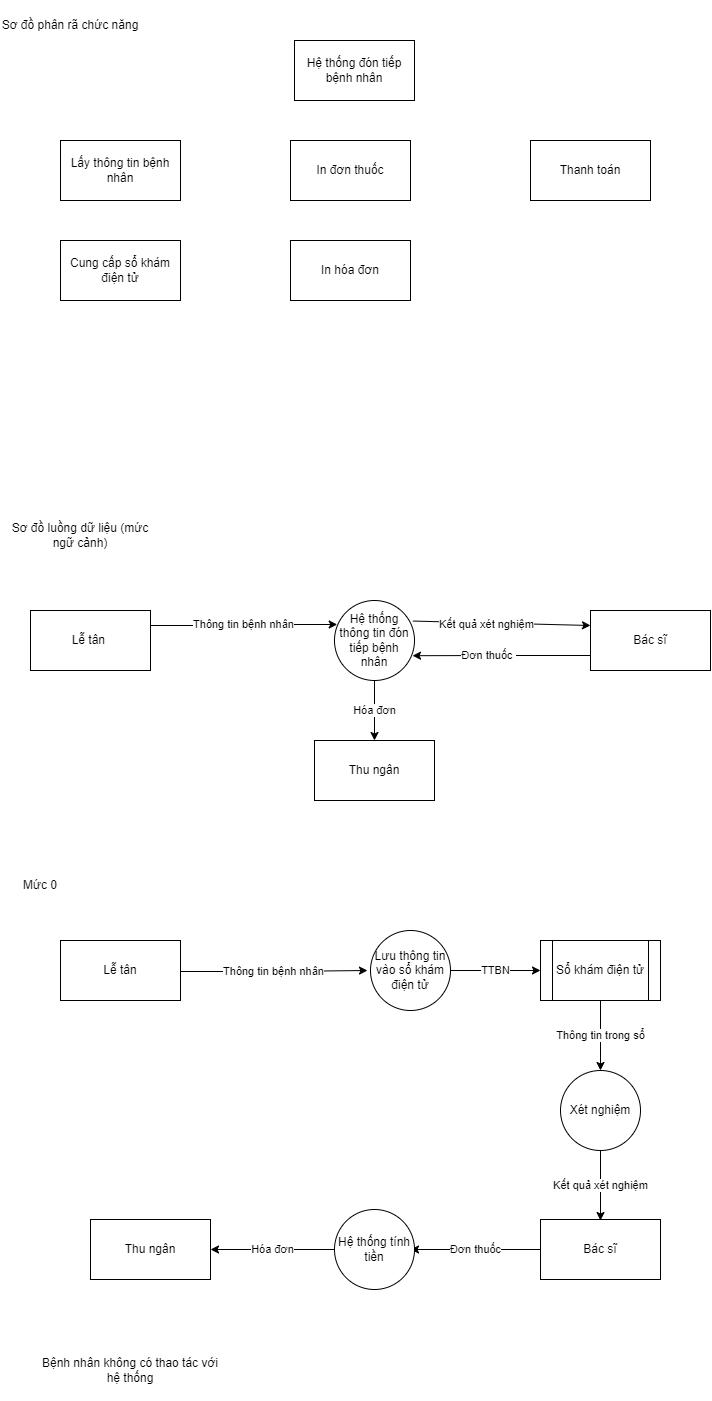 Sơ đồ phân rã chức năng
Hệ thống đón tiếp
bệnh nhân
Lấy thông tin bệnh
nhân
In đơn thuốc
Thanh toán
Cung cấp sổ khám
điện tử
In hóa đơn
Sơ đồ luồng dữ liệu (mức
ngữ cảnh)
Lễ tân
Thông tin bệnh nhân
Hệ thống
thông tin đón
tiếp bệnh
nhân
Kết quả xét nghiệm
Đơn thuốc
Bác sĩ
Hóa đơn
Thu ngân
Mức 0
Lễ tân
Thông tin bệnh nhân
Lưu thông tin
vào sổ khám
điện tử
TTBN
Sổ khám điện tử
Thông tin trong sổ
Xét nghiệm
Kết quả xét nghiệm
Thu ngân
Hóa đơn
Hệ thống tính
tiền
Đơn thuốc
Bác sĩ
Bệnh nhân không có thao tác với
hệ thống